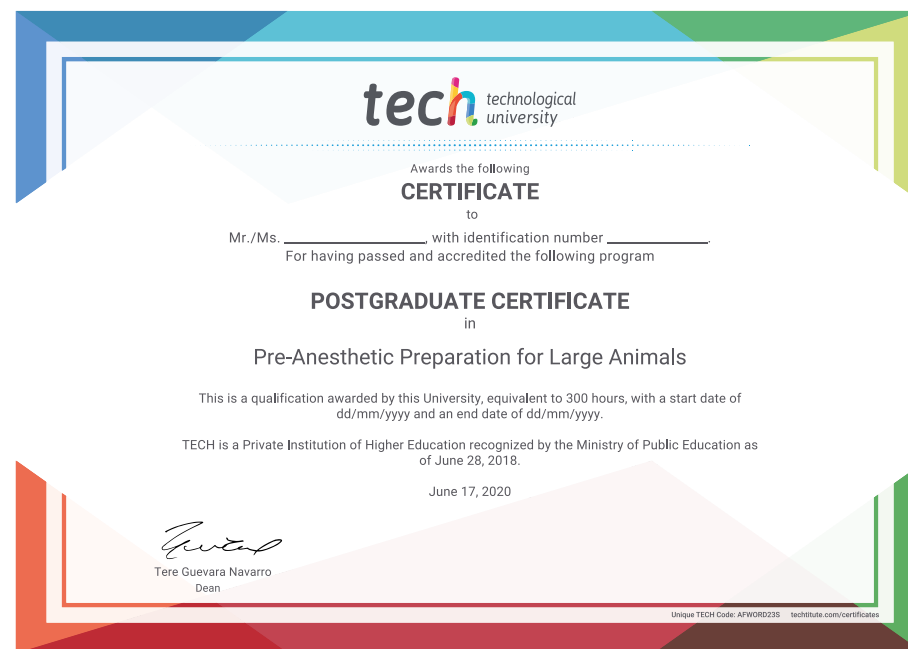 tech technological
university
Awards the following
CERTIFICATE
to
Mr./Ms. ____________________, with identification number ______________.
For having passed and accredited the following program
POSTGRADUATE CERTIFICATE
in
Pre-Anesthetic Preparation for Large Animals
This is a qualification awarded by this University, equivalent to 300 hours, with a start date of
dd/mm/yyyy and an end date of dd/mm/yyyy.
TECH is a Private Institution of Higher Education recognized by the Ministry of Public Education as
of June 28, 2018.
June 17, 2020
Tere Guevara Navarro
Dean
Unique TECH Code: AFWORD23S techtitute.com/certificates